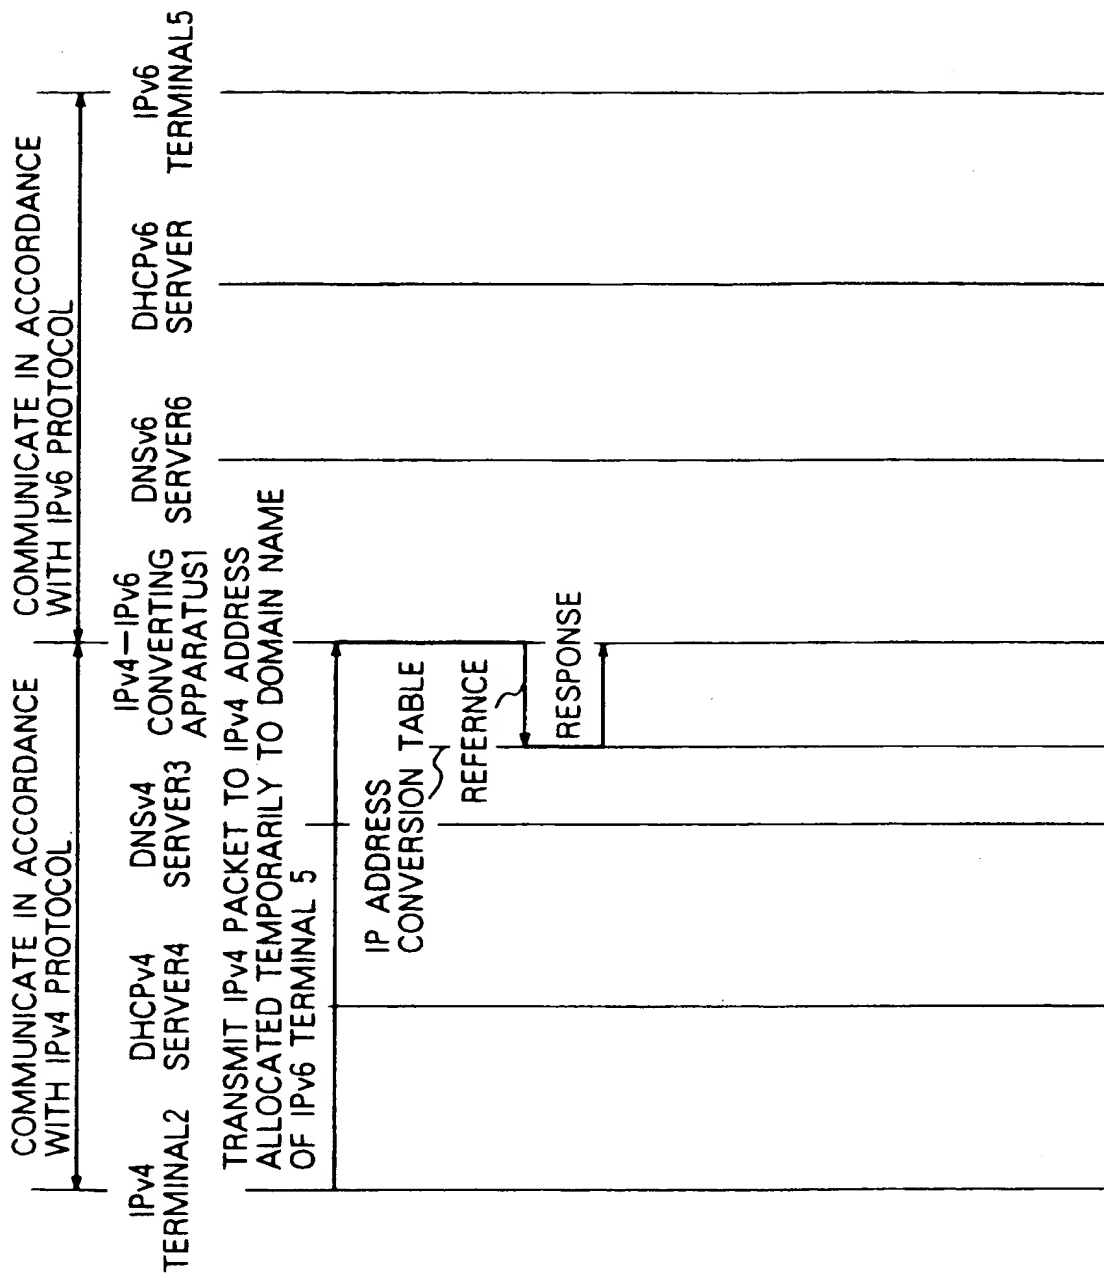 COMMUNICATE IN ACCORDANCE
WITH IPv4 PROTOCOL
COMMUNICATE IN ACCORDANCE
WITH IPv6 PROTOCOL
IPv4
TERMINAL2
DHCPv4
SERVER4
DNSv4
SERVER3
IPv4-IPv6
CONVERTING
APPARATUS1
DNSv6
SERVER6
DHCPv6
SERVER
IPv6
TERMINAL5
TRANSMIT IPv4 PACKET TO IPv4 ADDRESS
ALLOCATED TEMPORARILY TO DOMAIN NAME
OF IPv6 TERMINAL 5
IP ADDRESS
CONVERSION TABLE
REFERNCE
RESPONSE